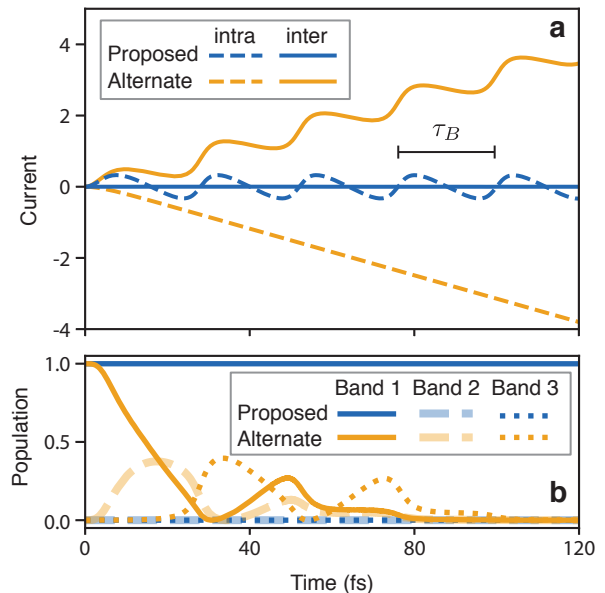 a
intra inter
Proposed
Alternate
τ_B
Current
4
2
0
-2
-4
Band 1 Band 2 Band 3
Proposed
Alternate
b
Population
1.0
0.5
0.0
0 40 80 120
Time (fs)